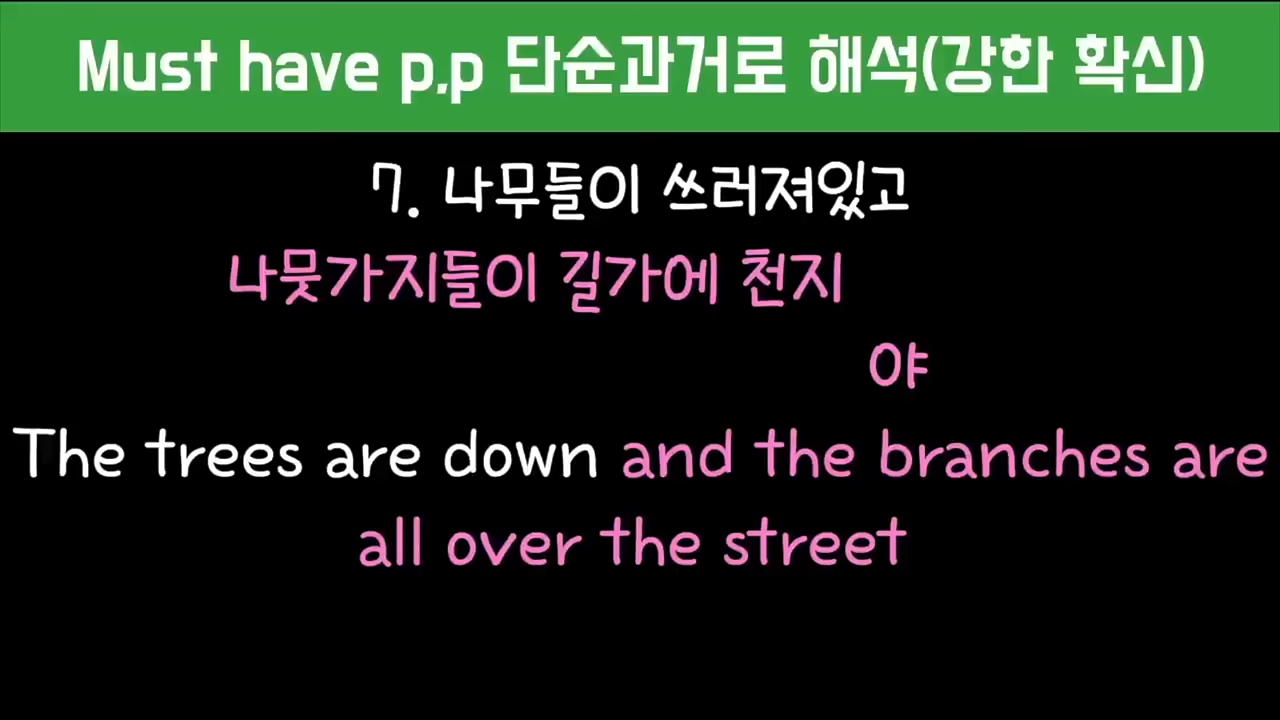 Must have p,p 단순과거로 해석(강한 확신)
7. 나무들이 쓰러져있고
나뭇가지들이 길가에 천지
야
The trees are down and the branches are
all over the street